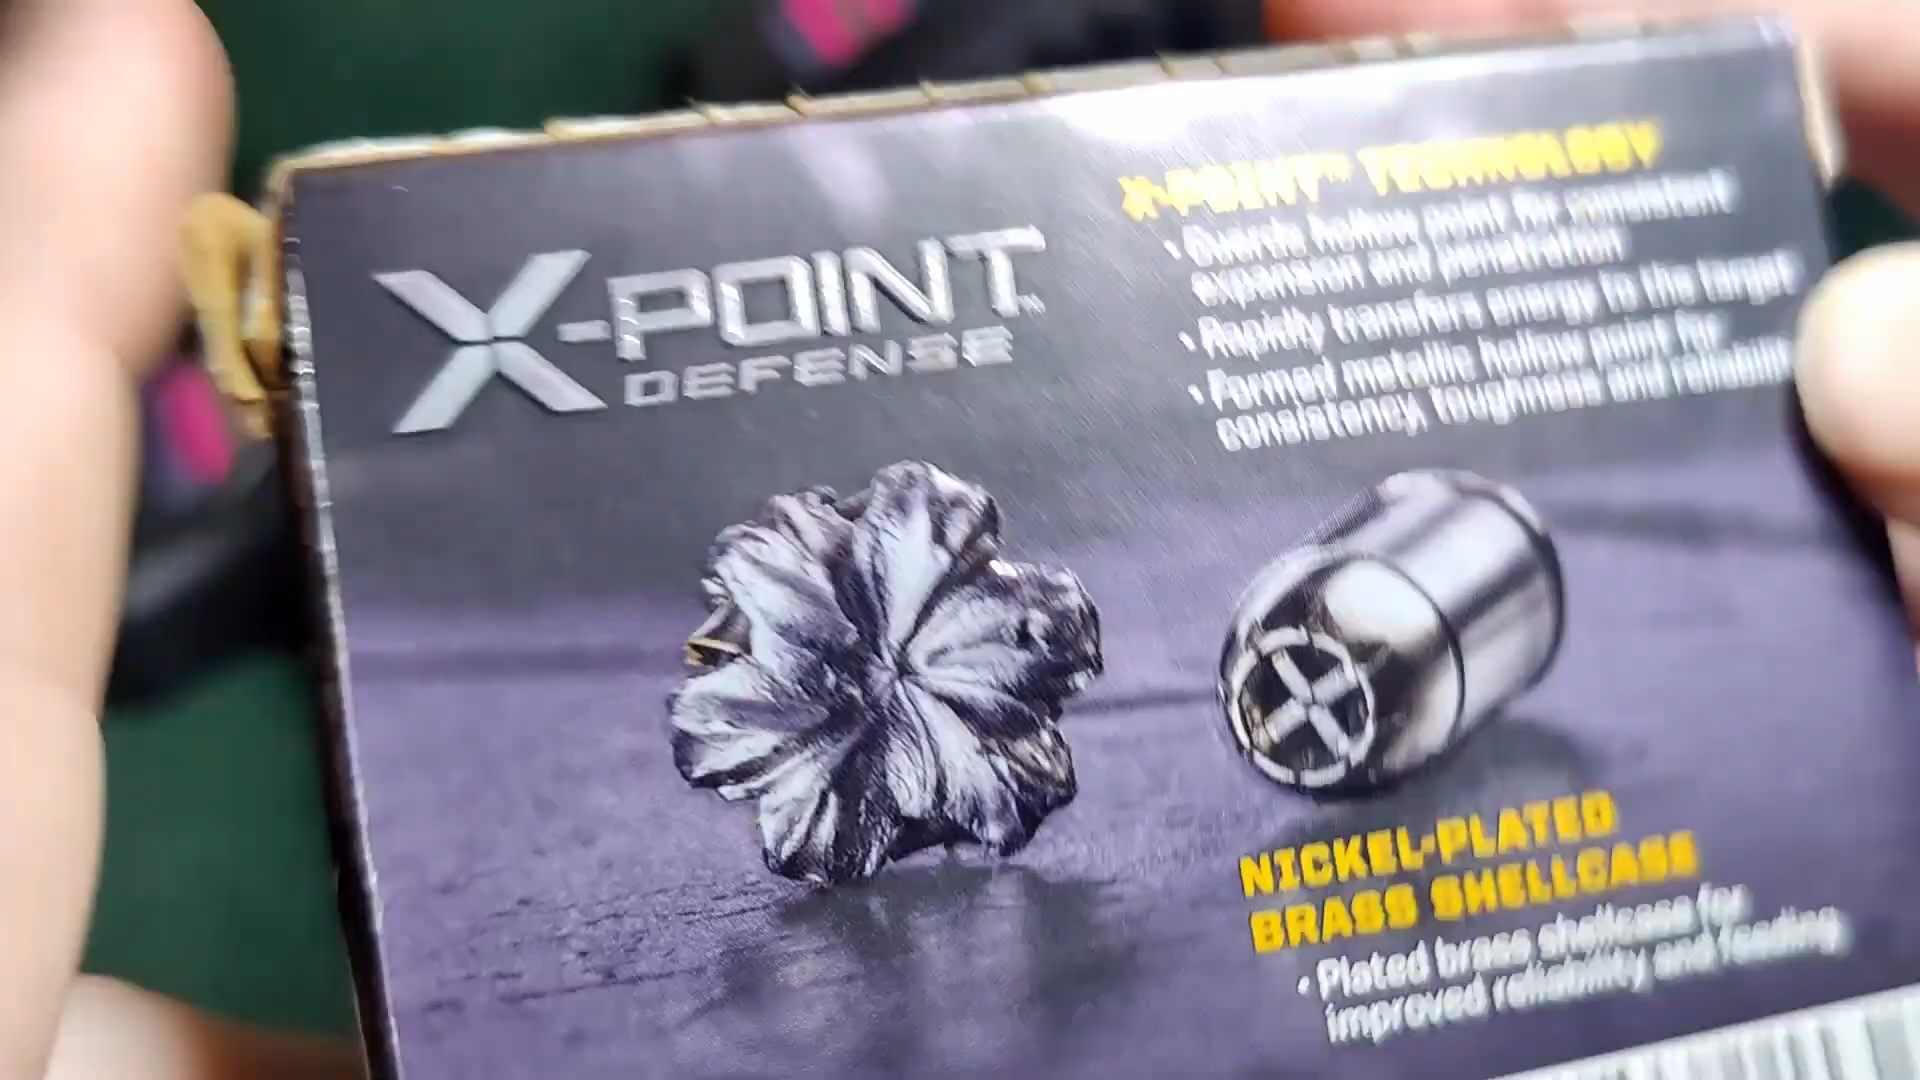 X-POINT™
DEFENSE
X-POINT™ TECHNOLOGY
• Guards hollow point for consistent
expansion and penetration
• Rapidly transfers energy to the target
• Formed metallic hollow point for
consistency, toughness and reliability
NICKEL-PLATED
BRASS SHELLCASE
• Plated brass shellcase for
improved reliability and feeding